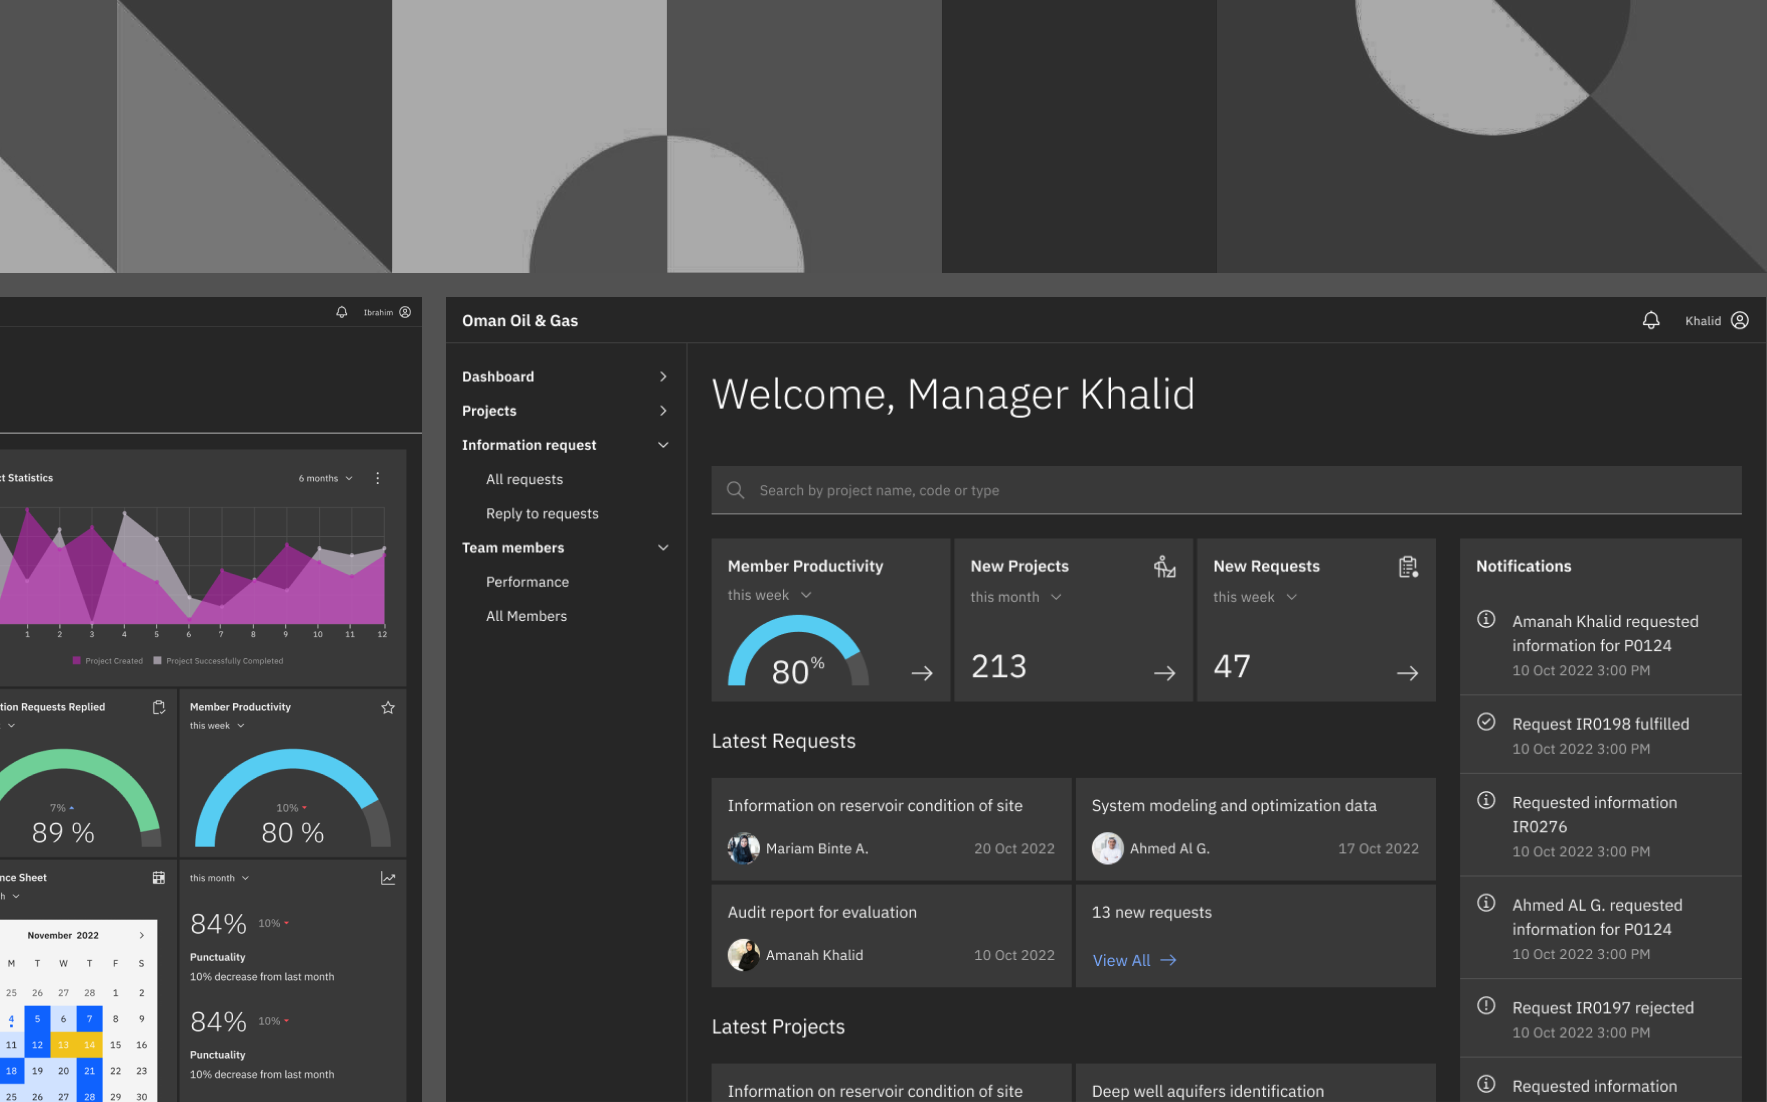 Ibrahim
ct Statistics
6 months
1 2 3 4 5 6 7 8 9 10 11 12
Project Created Project Successfully Completed
tion Requests Replied
7%
89 %
Member Productivity
this week
10%
80 %
nce Sheet
h
November 2022
M T W T F S
25 26 27 28 1 2
4 5 6 7 8 9
11 12 13 14 15 16
18 19 20 21 22 23
25 26 27 28 29 30
this month
84% 10%
Punctuality
10% decrease from last month
84% 10%
Punctuality
10% decrease from last month
Oman Oil & Gas
Khalid
Dashboard
Projects
Information request
All requests
Reply to requests
Team members
Performance
All Members
Welcome, Manager Khalid
Search by project name, code or type
Member Productivity
this week
80%
New Projects
this month
213
New Requests
this week
47
Latest Requests
Information on reservoir condition of site
Mariam Binte A. 20 Oct 2022
System modeling and optimization data
Ahmed Al G. 17 Oct 2022
Audit report for evaluation
Amanah Khalid 10 Oct 2022
13 new requests
View All
Latest Projects
Information on reservoir condition of site
Deep well aquifers identification
Notifications
Amanah Khalid requested
information for P0124
10 Oct 2022 3:00 PM
Request IR0198 fulfilled
10 Oct 2022 3:00 PM
Requested information
IR0276
10 Oct 2022 3:00 PM
Ahmed AL G. requested
information for P0124
10 Oct 2022 3:00 PM
Request IR0197 rejected
10 Oct 2022 3:00 PM
Requested information